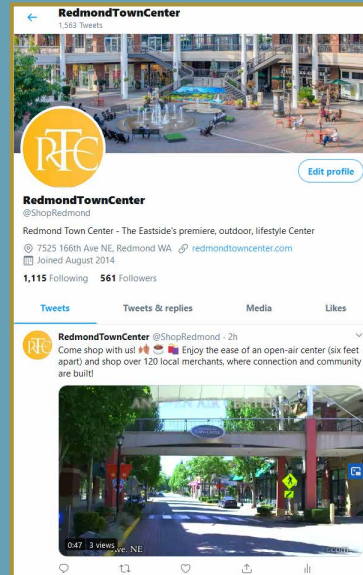 RedmondTownCenter
1,563 Tweets
RTC
Edit profile
RedmondTownCenter
@ShopRedmond
Redmond Town Center - The Eastside's premiere, outdoor, lifestyle Center
7525 166th Ave NE, Redmond WA redmondtowncenter.com
Joined August 2014
1,115 Following 561 Followers
Tweets Tweets & replies Media Likes
RTC
RedmondTownCenter @ShopRedmond · 2h
Come shop with us! Enjoy the ease of an open-air center (six feet
apart) and shop over 120 local merchants, where connection and community
are built!
0:47 3 views
ve. NE